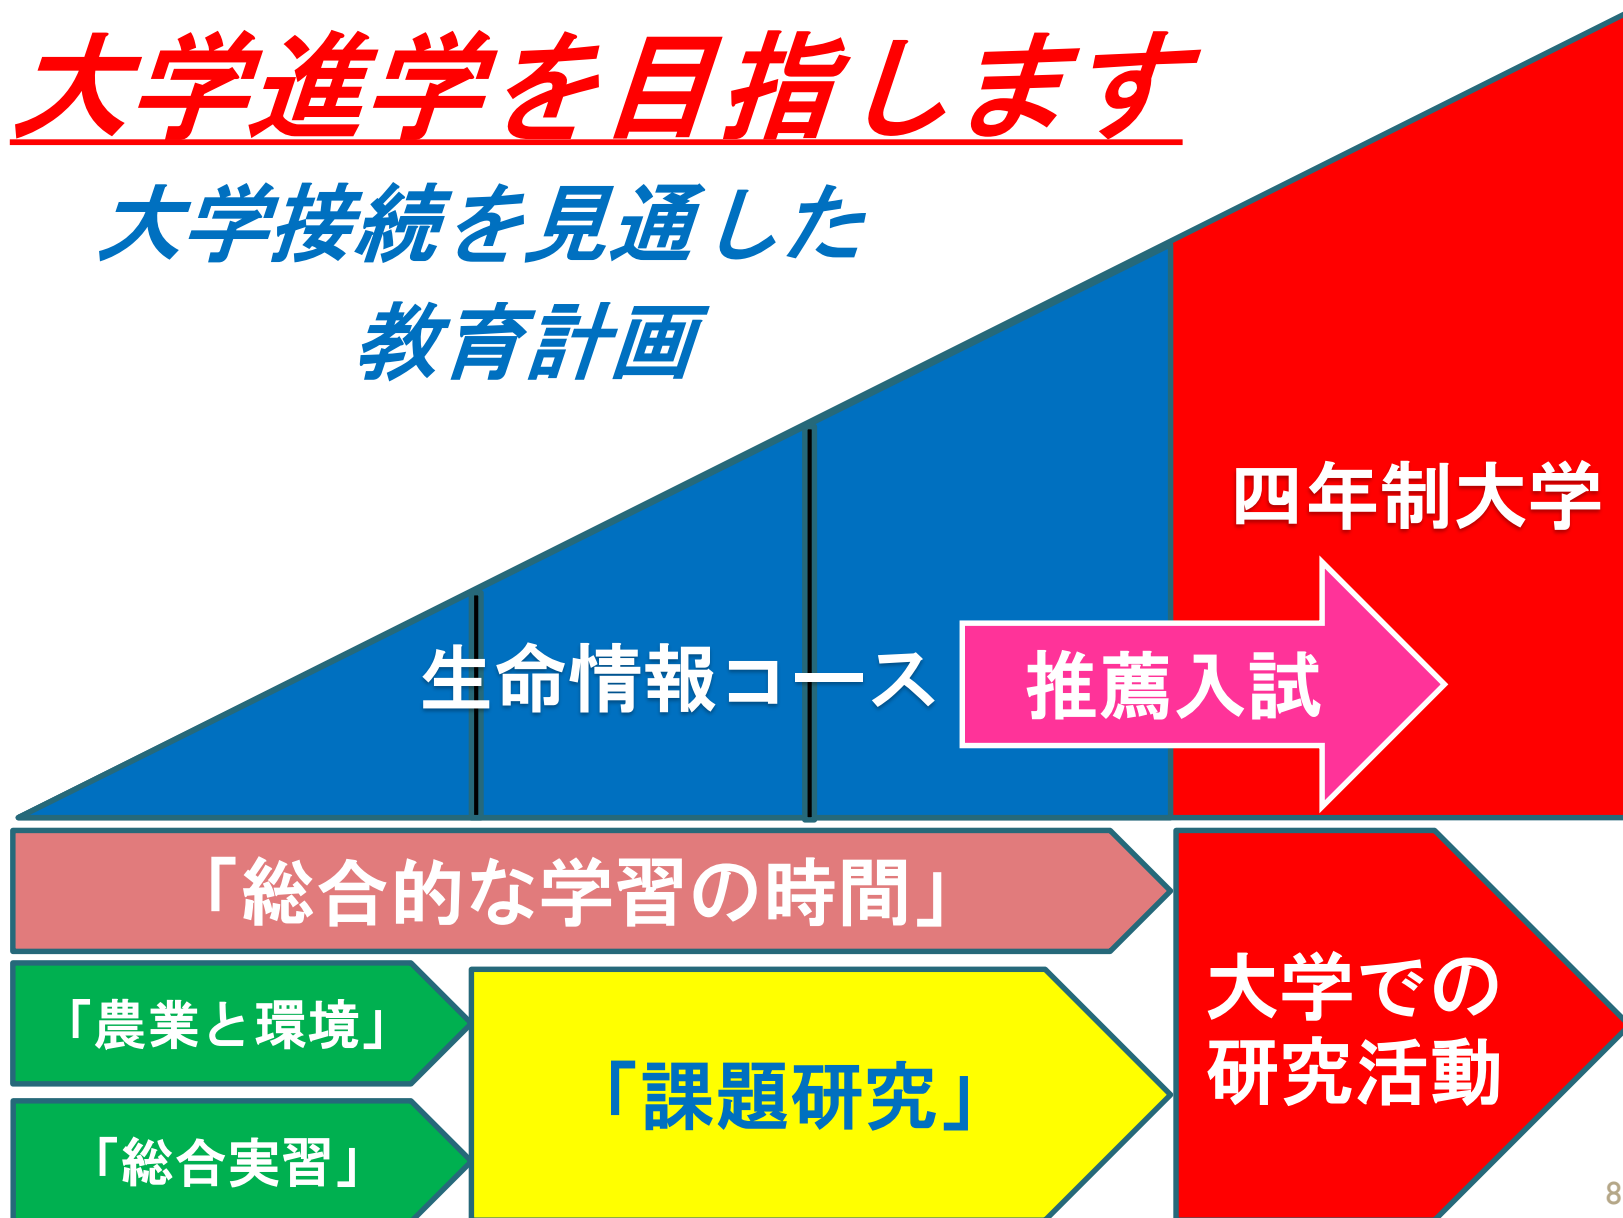 大学進学を目指します
大学接続を見通した
教育計画
四年制大学
生命情報コース
推薦入試
「総合的な学習の時間」
「農業と環境」
「総合実習」
「課題研究」
大学での
研究活動
8